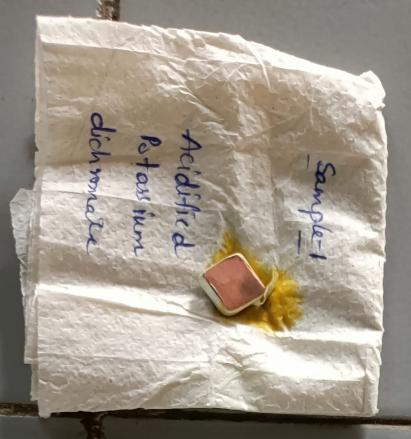 Sample-1
Acidified
Potassium
dichromate